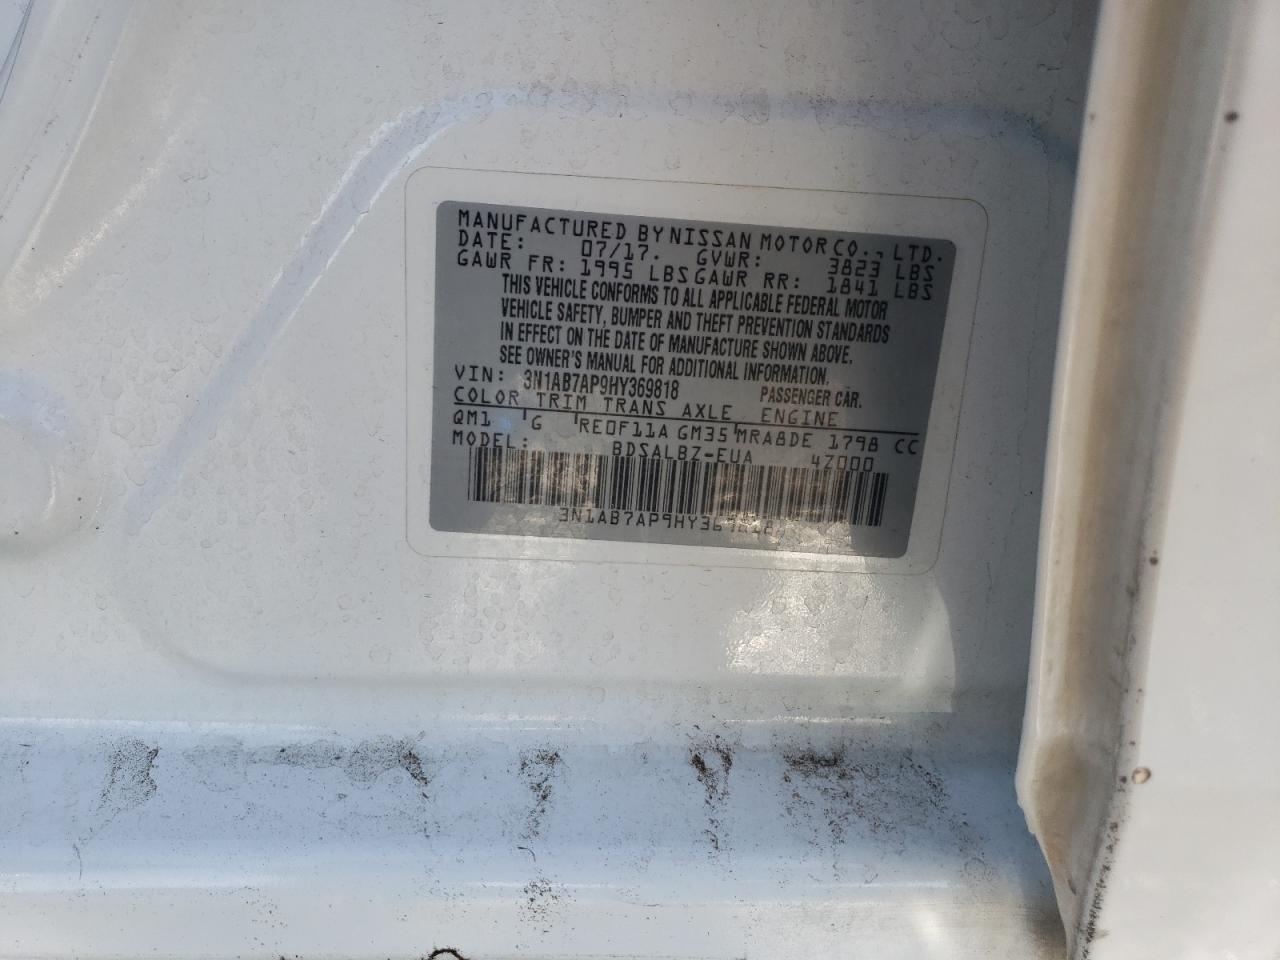 MANUFACTURED BY NISSAN MOTOR CO., LTD.
DATE: 07/17. GVWR: 3823 LBS
GAWR FR: 1995 LBS GAWR RR: 1841 LBS
THIS VEHICLE CONFORMS TO ALL APPLICABLE FEDERAL MOTOR
VEHICLE SAFETY, BUMPER AND THEFT PREVENTION STANDARDS
IN EFFECT ON THE DATE OF MANUFACTURE SHOWN ABOVE.
SEE OWNER'S MANUAL FOR ADDITIONAL INFORMATION.
VIN: 3N1AB7AP9HY369818 PASSENGER CAR.
COLOR TRIM TRANS AXLE ENGINE
QM1 G RE0F11A GM35 MRA8DE 1798 CC
MODEL: BDSALBZ-EUA 4Z000
3N1AB7AP9HY369818